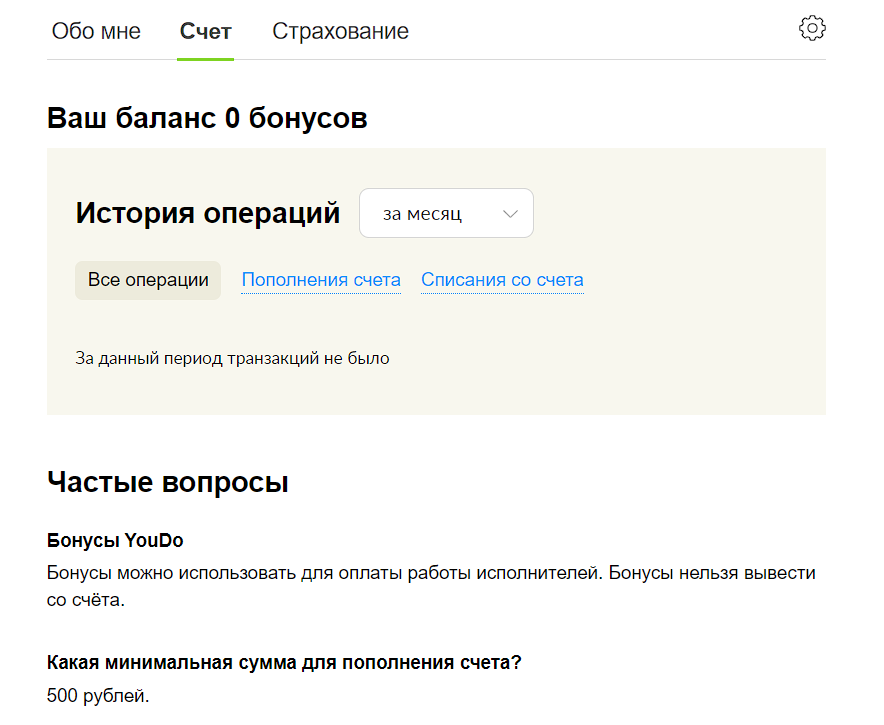 Обо мне Счет Страхование
Ваш баланс 0 бонусов
История операций за месяц
Все операции Пополнения счета Списания со счета
За данный период транзакций не было
Частые вопросы
Бонусы YouDo
Бонусы можно использовать для оплаты работы исполнителей. Бонусы нельзя вывести
со счёта.
Какая минимальная сумма для пополнения счета?
500 рублей.